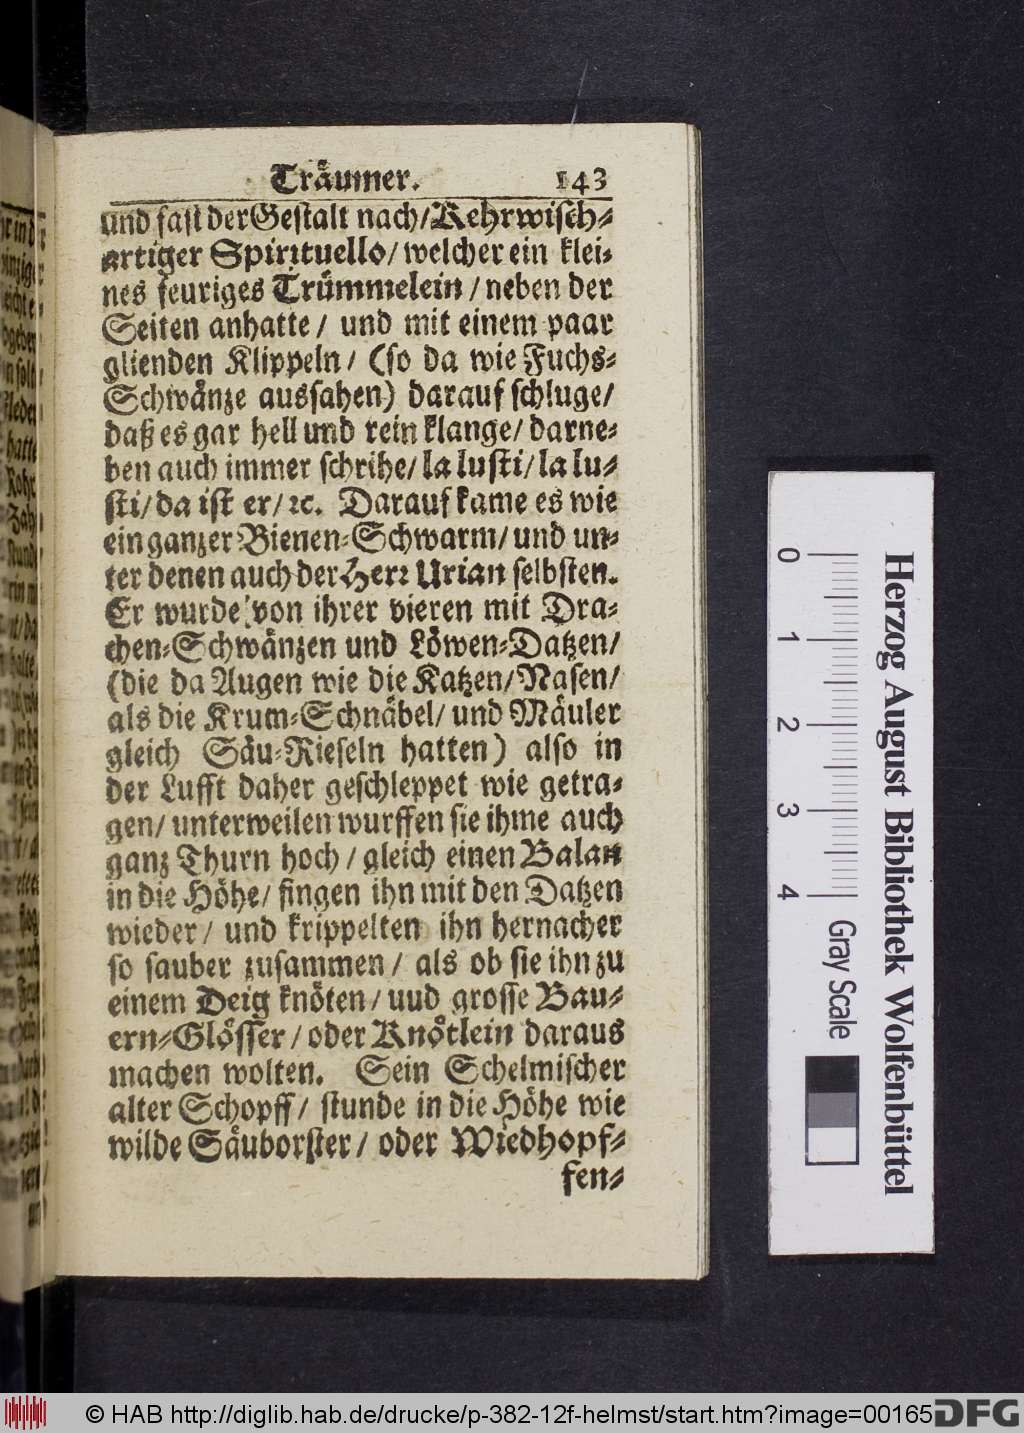 Träumer. 143
und fast der Gestalt nach/Kehrwisch⸗
artiger Spirituello/ welcher ein klei⸗
nes feuriges Trümmelein / neben der
Seiten anhatte / und mit einem paar
glienden Klippeln / (so da wie Fuchs⸗
Schwänze aussahen) darauf schluge/
daß es gar hell und rein klange/ darne⸗
ben auch immer schrihe/ la lusti/ la lu⸗
sti/ da ist er/ ꝛc. Darauf kame es wie
ein ganzer Bienen⸗Schwarm/ und un⸗
ter denen auch der Herꝛ Urian selbsten.
Er wurde von ihrer vieren mit Dra⸗
chen⸗Schwänzen und Löwen⸗Datzen/
(die da Augen wie die Katzen/ Nasen/
als die Krum⸗Schnäbel/ und Mäuler
gleich Säu⸗Rieseln hatten) also in
der Lufft daher geschleppet wie getra⸗
gen/ unterweilen wurffen sie ihme auch
ganz Thurn hoch / gleich einen Balan
in die Höhe/ fingen ihn mit den Datzen
wieder / und krippelten ihn hernacher
so sauber zusammen / als ob sie ihn zu
einem Deig knöten / uud grosse Bau⸗
ern⸗Glösser / oder Knötlein daraus
machen wolten. Sein Schelmischer
alter Schopff / stunde in die Höhe wie
wilde Säuborster / oder Wiedhopf⸗
fen⸗
Herzog August Bibliothek Wolfenbüttel
0 1 2 3 4 Gray Scale
© HAB http://diglib.hab.de/drucke/p-382-12f-helmst/start.htm?image=00165
DFG